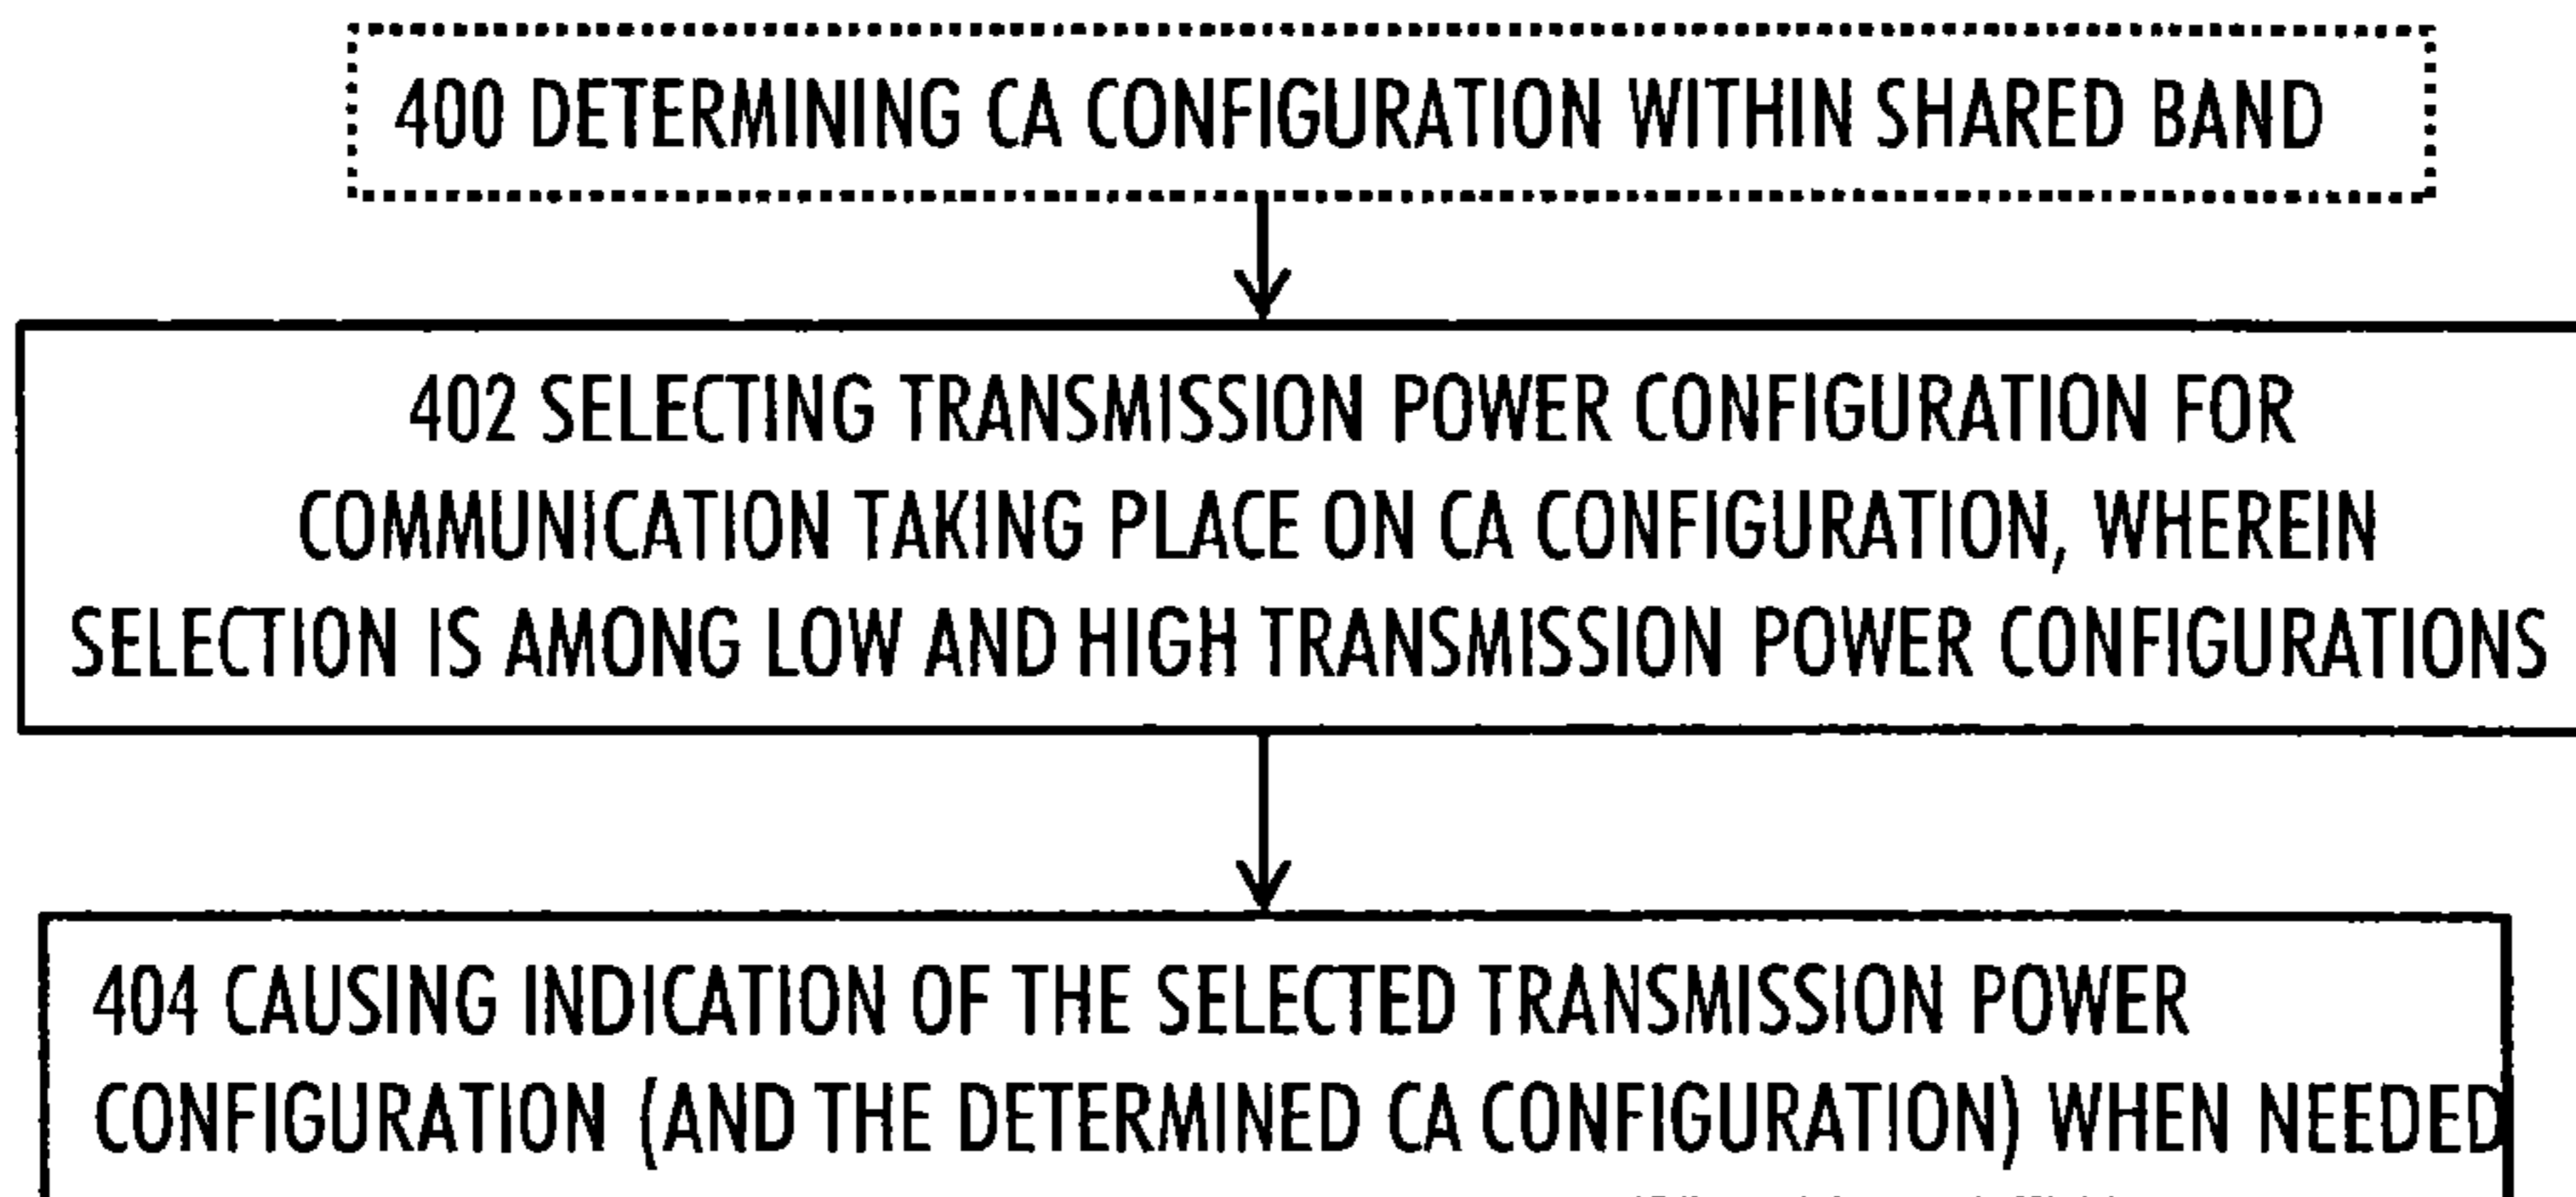 400 DETERMINING CA CONFIGURATION WITHIN SHARED BAND
402 SELECTING TRANSMISSION POWER CONFIGURATION FOR
COMMUNICATION TAKING PLACE ON CA CONFIGURATION, WHEREIN
SELECTION IS AMONG LOW AND HIGH TRANSMISSION POWER CONFIGURATIONS
404 CAUSING INDICATION OF THE SELECTED TRANSMISSION POWER
CONFIGURATION (AND THE DETERMINED CA CONFIGURATION) WHEN NEEDED